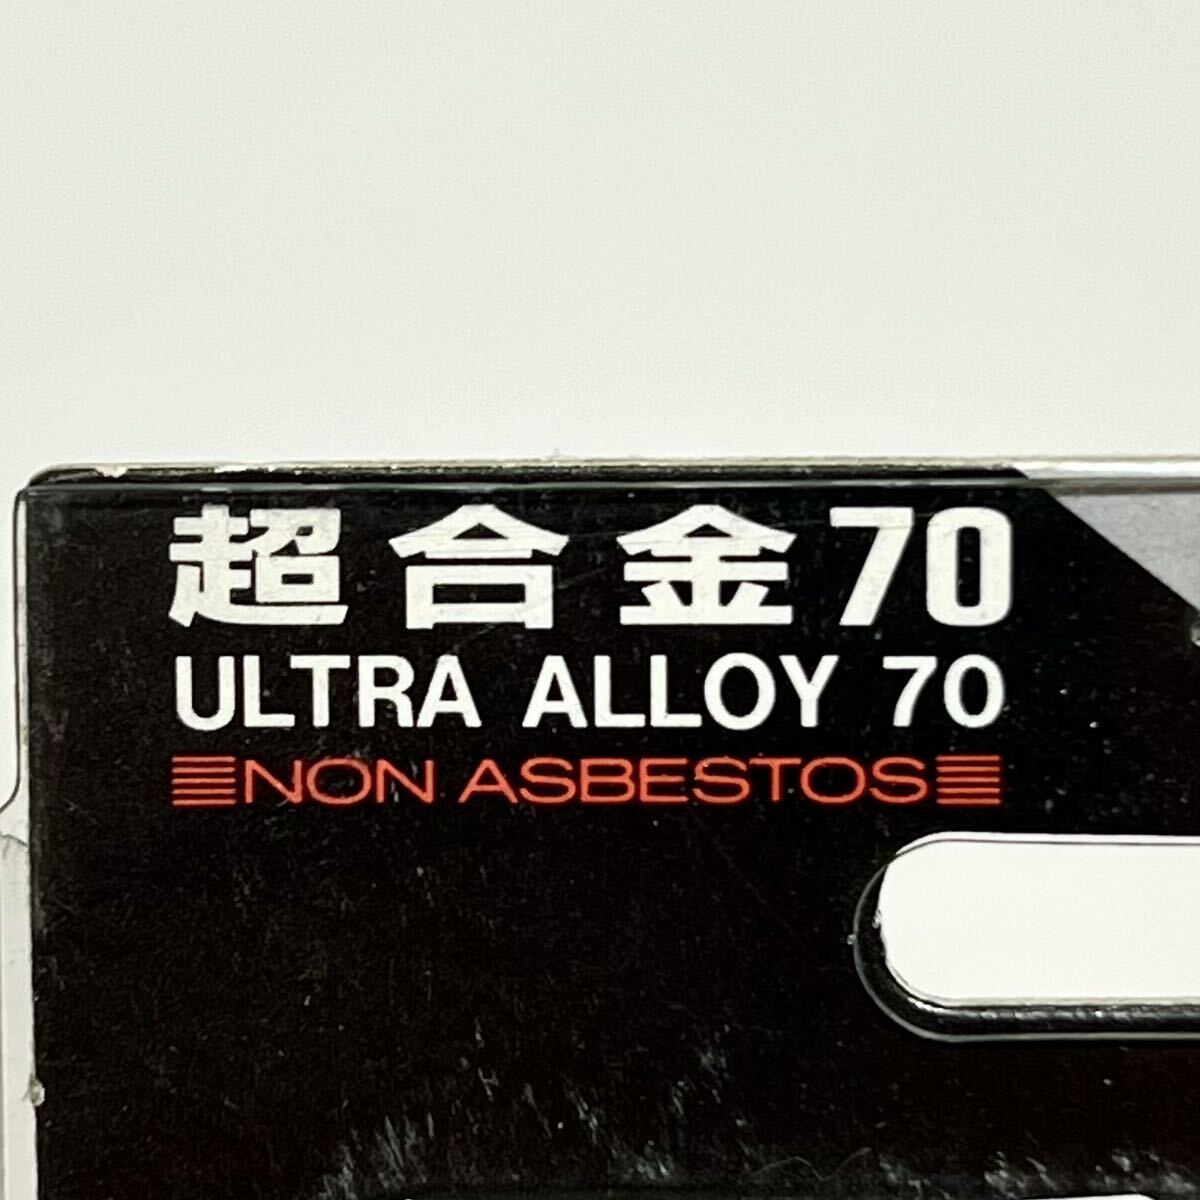 超合金70
ULTRA ALLOY 70
NON ASBESTOS